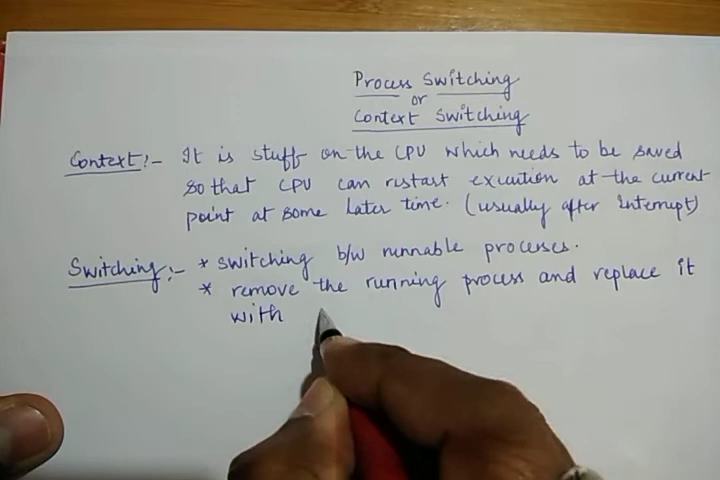 Process Switching
or
Context Switching
Context:- It is stuff on the CPU which needs to be saved
so that CPU can restart execution at the current
point at some later time. (usually after Interrupt)
Switching:- * switching b/w runnable processes.
* remove the running process and replace it
with